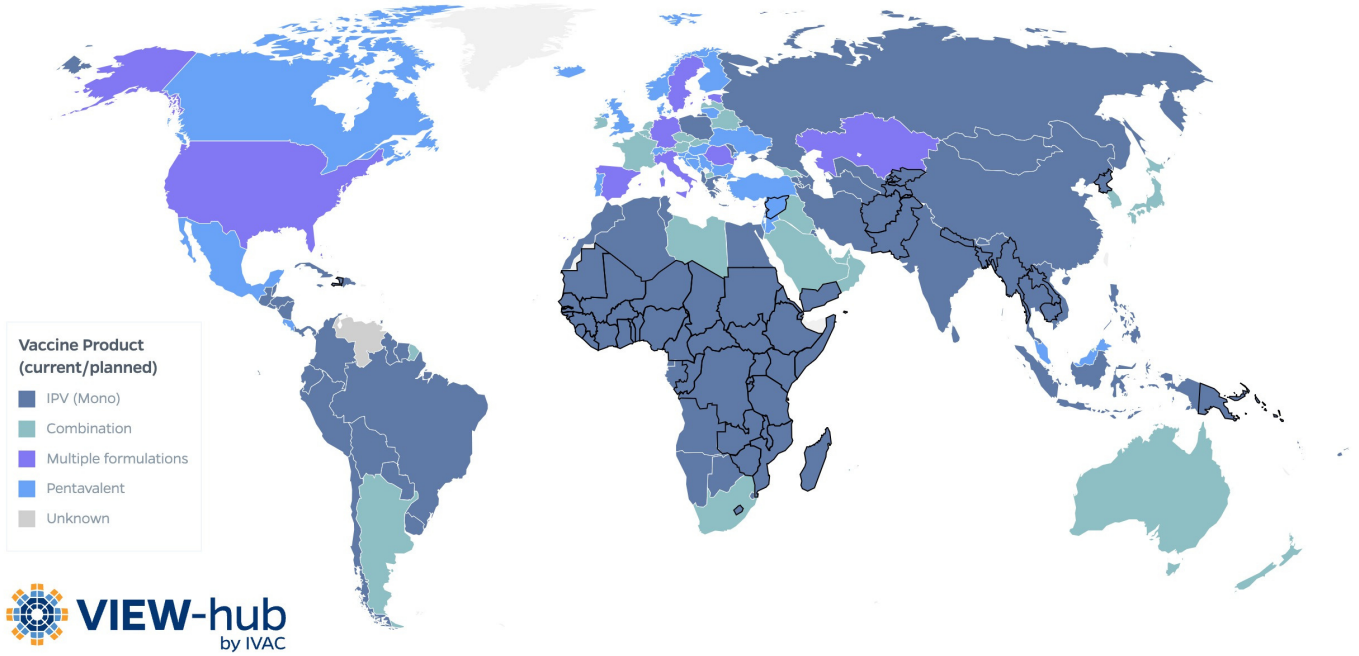 Vaccine Product
(current/planned)
IPV (Mono)
Combination
Multiple formulations
Pentavalent
Unknown
VIEW-hub
by IVAC